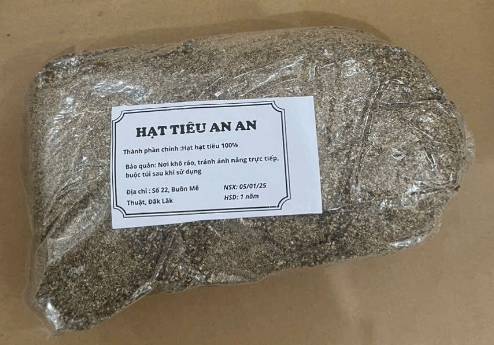 HẠT TIÊU AN AN
Thành phần chính :Hạt hạt tiêu 100%
Bảo quản: Nơi khô ráo, tránh ánh nắng trực tiếp,
buộc túi sau khi sử dụng
Địa chỉ : Số 22, Buôn Mê
Thuật, Đăk Lăk
NSX: 05/01/25
HSD: 1 năm